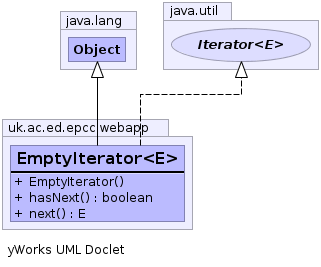 java.lang
java.util
Object
Iterator<E>
uk.ac.ed.epcc.webapp
EmptyIterator<E>
+ EmptyIterator()
+ hasNext() : boolean
+ next() : E
yWorks UML Doclet